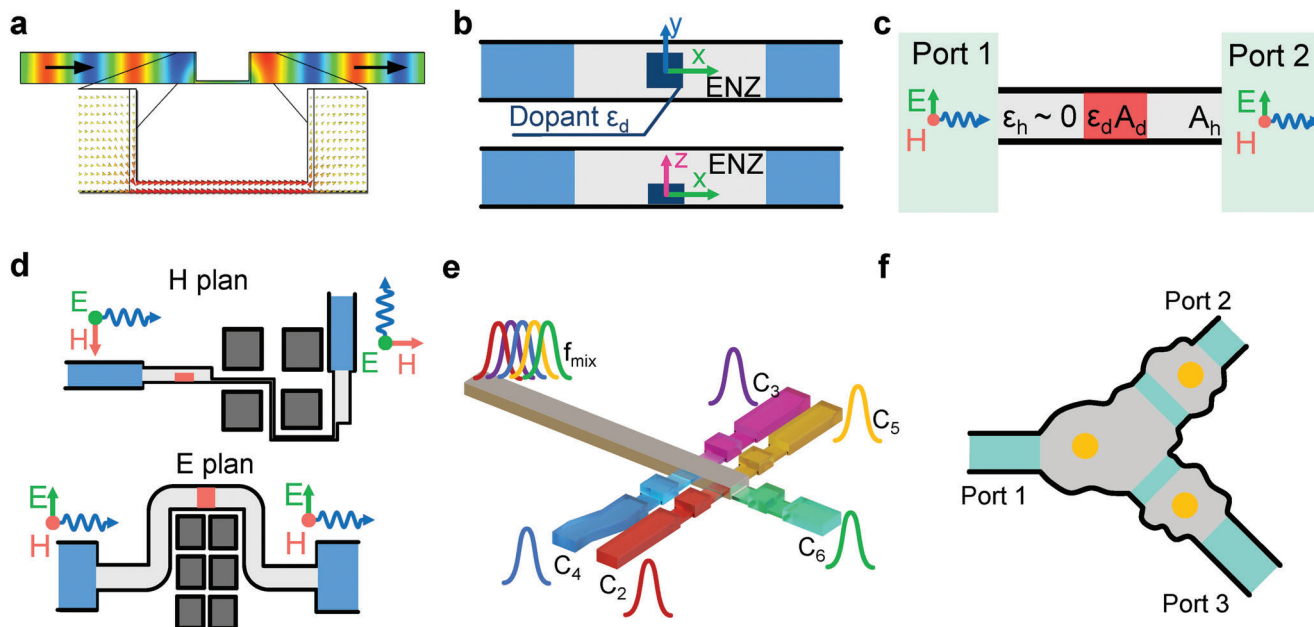 a
b
y
x
ENZ
Dopant εd
ENZ
z
x
c
Port 1
Port 2
E
H
εh ~ 0
εdAd
Ah
E
H
d
H plan
E
H
E
H
E plan
E
H
E
H
e
fmix
C3
C5
C4
C2
C6
f
Port 2
Port 1
Port 3